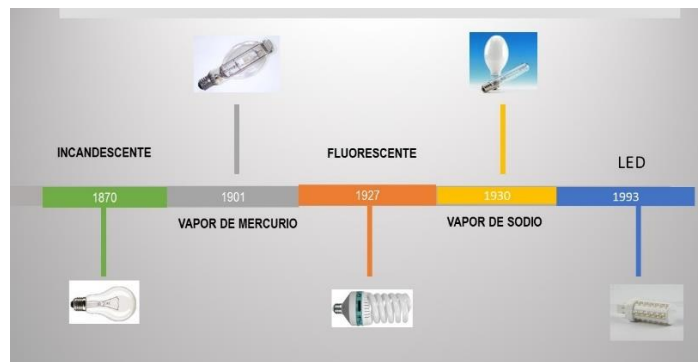 INCANDESCENTE
FLUORESCENTE
LED
1870
1901
1927
1930
1993
VAPOR DE MERCURIO
VAPOR DE SODIO